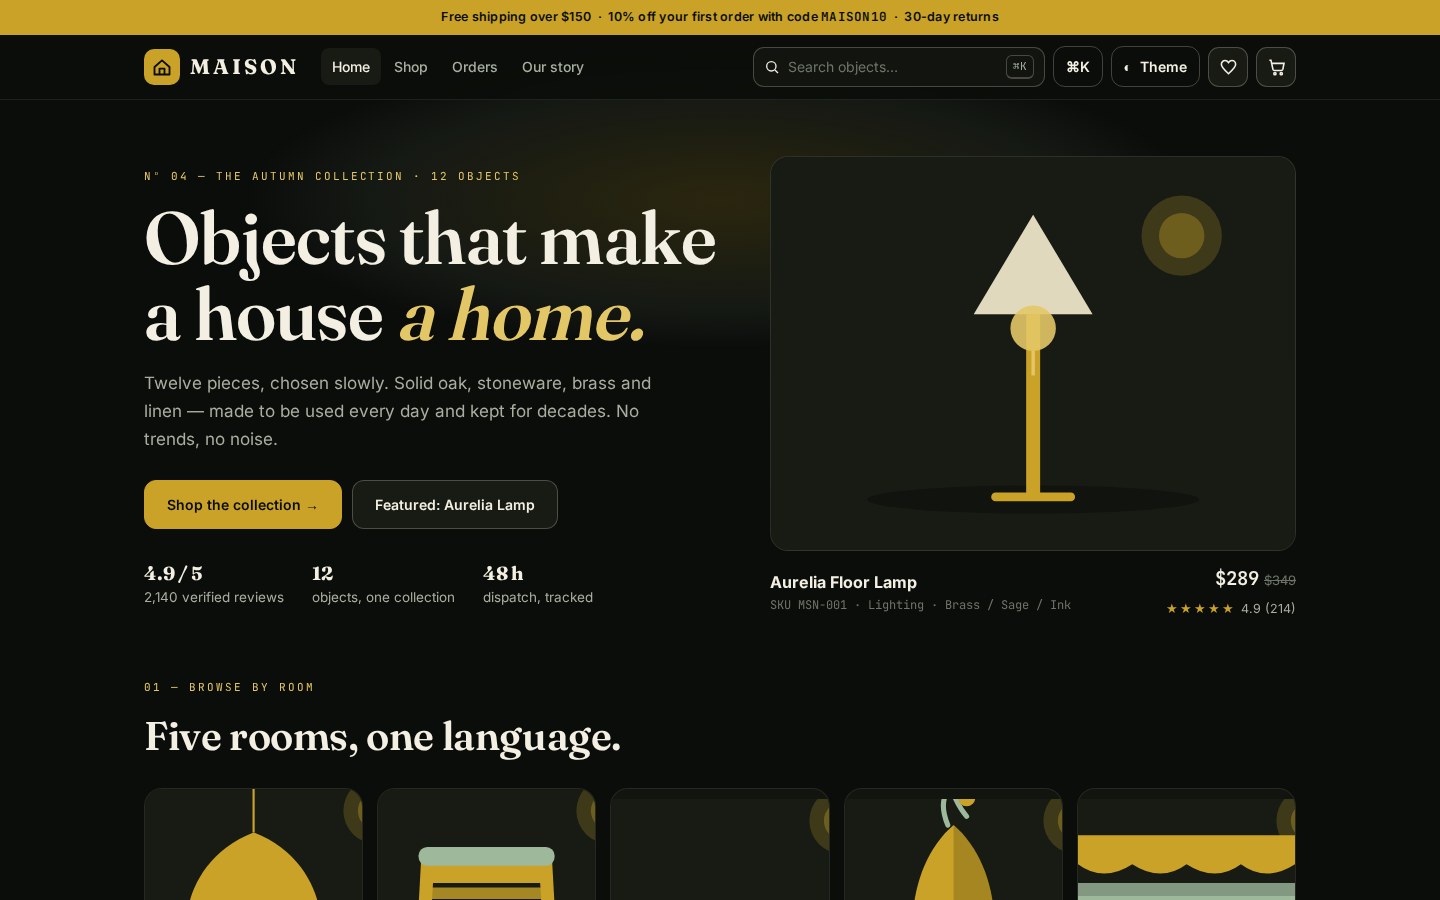 Free shipping over $150 · 10% off your first order with code MAISON10 · 30-day returns
MAISON
Home
Shop
Orders
Our story
Search objects...
⌘K
⌘K
Theme
N° 04 — THE AUTUMN COLLECTION · 12 OBJECTS
Objects that make
a house a home.
Twelve pieces, chosen slowly. Solid oak, stoneware, brass and
linen — made to be used every day and kept for decades. No
trends, no noise.
Shop the collection →
Featured: Aurelia Lamp
4.9/5
2,140 verified reviews
12
objects, one collection
48h
dispatch, tracked
Aurelia Floor Lamp
SKU MSN-001 · Lighting · Brass / Sage / Ink
$289 $349
★★★★★ 4.9 (214)
01 — BROWSE BY ROOM
Five rooms, one language.